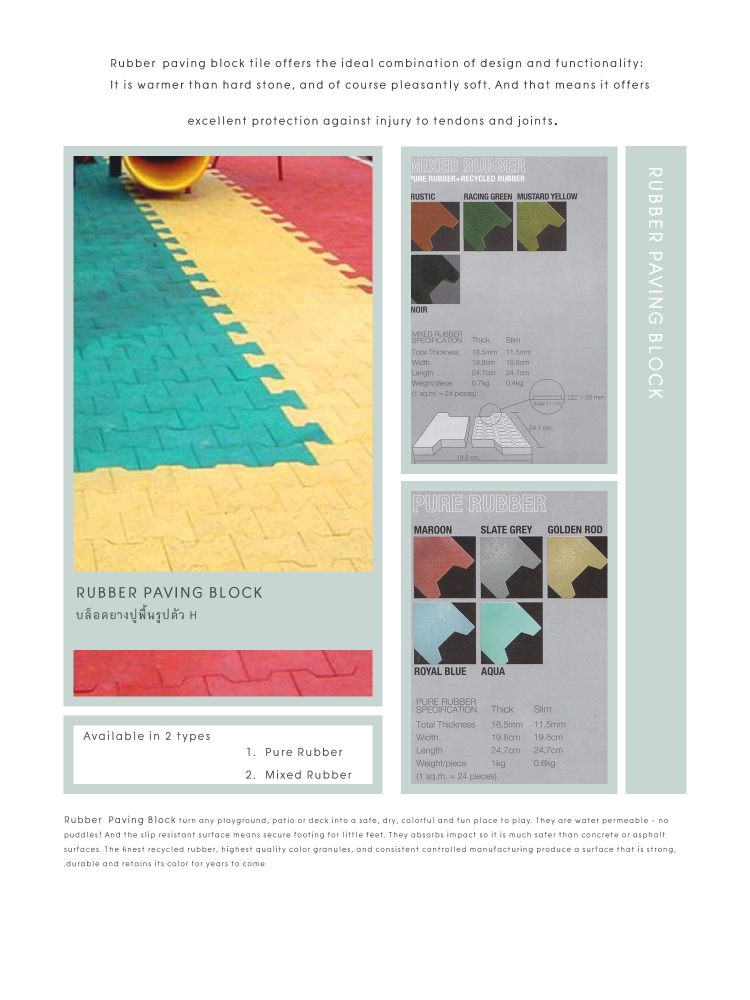 Rubber paving block tile offers the ideal combination of design and functionality:
It is warmer than hard stone, and of course pleasantly soft. And that means it offers
excellent protection against injury to tendons and joints.
RUBBER PAVING BLOCK
บล็อคยางปูพื้นรูปตัว H
Available in 2 types
1. Pure Rubber
2. Mixed Rubber
MIXED RUBBER
PURE RUBBER+RECYCLED RUBBER
RUSTIC RACING GREEN MUSTARD YELLOW
NOIR
MIXED RUBBER
SPECIFICATION Thick Slim
Total Thickness 18.5mm 11.5mm
Width 19.8cm 19.8cm
Length 24.7cm 24.7cm
Weight/piece 0.7kg 0.4kg
(1 sq.m. = 24 pieces)
1.50 mm.
24.7 cm.
19.8 cm.
PURE RUBBER
MAROON SLATE GREY GOLDEN ROD
ROYAL BLUE AQUA
PURE RUBBER
SPECIFICATION Thick Slim
Total Thickness 18.5mm 11.5mm
Width 19.8cm 19.8cm
Length 24.7cm 24.7cm
Weight/piece 1kg 0.6kg
(1 sq.m. = 24 pieces)
RUBBER PAVING BLOCK
Rubber Paving Block turn any playground, patio or deck into a safe, dry, colorful and fun place to play. They are water permeable - no
puddles! And the slip resistant surface means secure footing for little feet. They absorbs impact so it is much safer than concrete or asphalt
surfaces. The finest recycled rubber, highest quality color granules, and consistent controlled manufacturing produce a surface that is strong,
.durable and retains its color for years to come